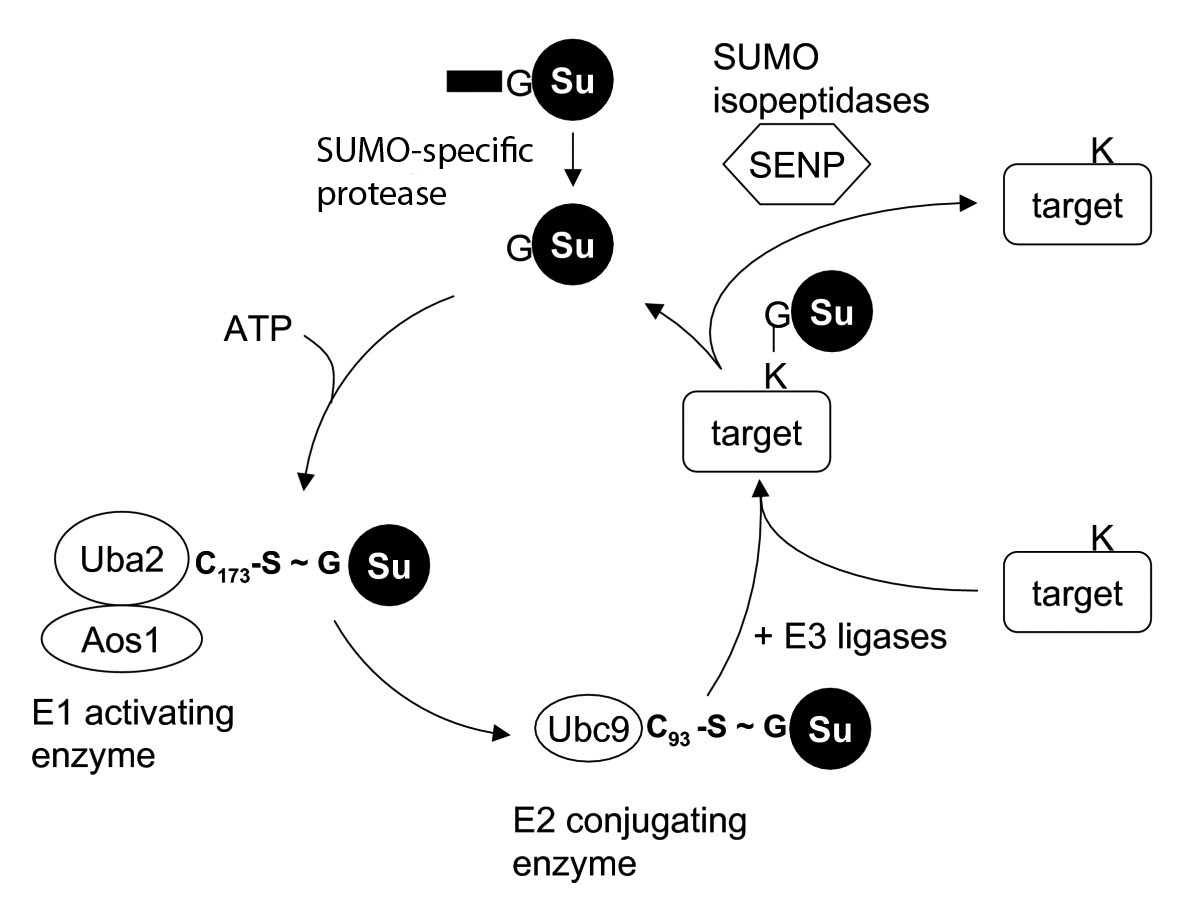 G Su
SUMO
isopeptidases
SENP
SUMO-specific
protease
K
target
G Su
ATP
G Su
K
target
Uba2 C173-S ~ G Su
Aos1
K
target
+ E3 ligases
E1 activating
enzyme
Ubc9 C93 -S ~ G Su
E2 conjugating
enzyme